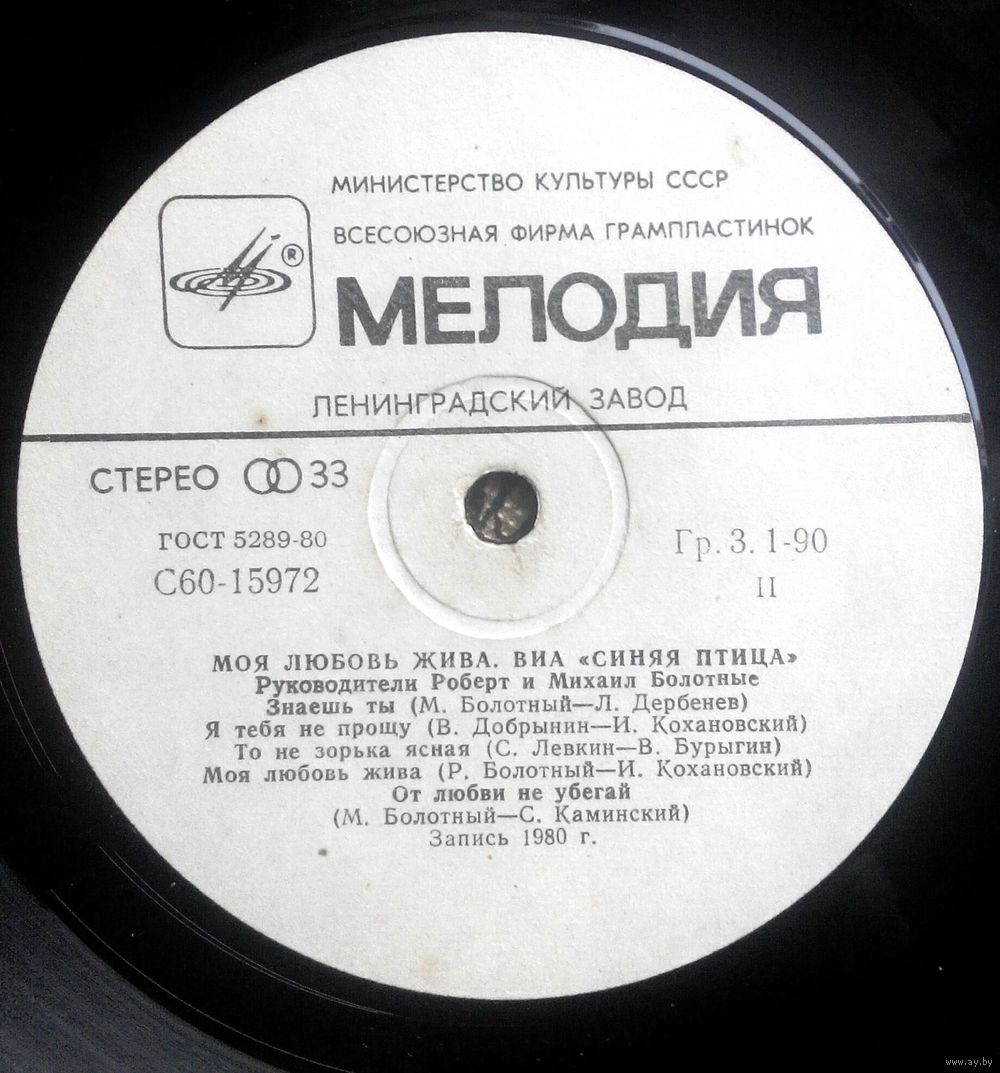 МИНИСТЕРСТВО КУЛЬТУРЫ СССР
ВСЕСОЮЗНАЯ ФИРМА ГРАМПЛАСТИНОК
®
МЕЛОДИЯ
ЛЕНИНГРАДСКИЙ ЗАВОД
СТЕРЕО 33
ГОСТ 5289-80
Гр. 3. 1-90
С60-15972
II
МОЯ ЛЮБОВЬ ЖИВА. ВИА «СИНЯЯ ПТИЦА»
Руководители Роберт и Михаил Болотные
Знаешь ты (М. Болотный—Л. Дербенев)
Я тебя не прощу (В. Добрынин—И. Кохановский)
То не зорька ясная (С. Левкин—В. Бурыгин)
Моя любовь жива (Р. Болотный—И. Кохановский)
От любви не убегай
(М. Болотный—С. Каминский)
Запись 1980 г.
www.ay.by